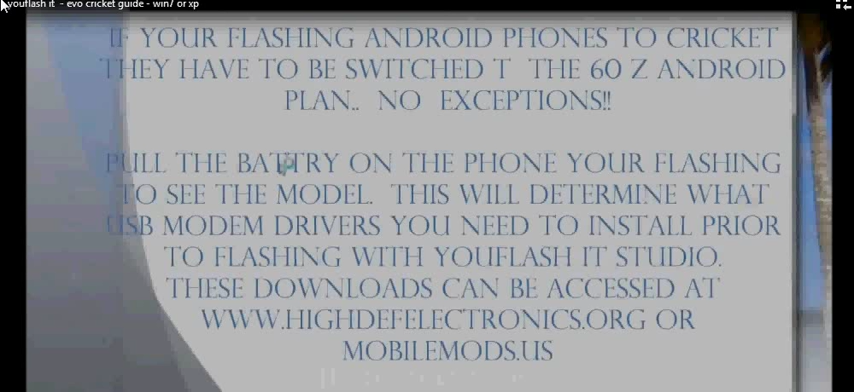 youflash it - evo cricket guide - win7 or xp
IF YOUR FLASHING ANDROID PHONES TO CRICKET
THEY HAVE TO BE SWITCHED T THE 60 Z ANDROID
PLAN.. NO EXCEPTIONS!!
PULL THE BATTRY ON THE PHONE YOUR FLASHING
TO SEE THE MODEL. THIS WILL DETERMINE WHAT
USB MODEM DRIVERS YOU NEED TO INSTALL PRIOR
TO FLASHING WITH YOUFLASH IT STUDIO.
THESE DOWNLOADS CAN BE ACCESSED AT
WWW.HIGHDEFELECTRONICS.ORG OR
MOBILEMODS.US